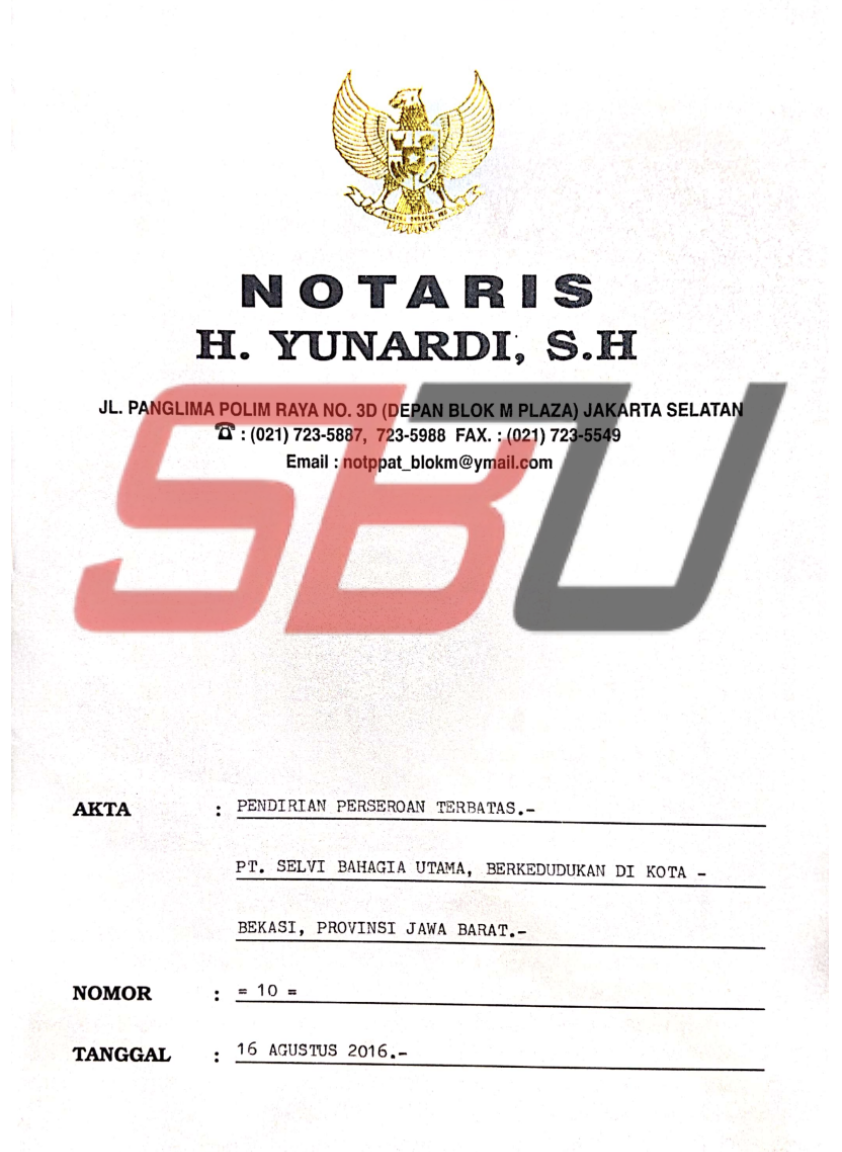 NOTARIS
H. YUNARDI, S.H
JL. PANGLIMA POLIM RAYA NO. 3D (DEPAN BLOK M PLAZA) JAKARTA SELATAN
☎ : (021) 723-5887, 723-5988 FAX. : (021) 723-5549
Email : notppat_blokm@ymail.com
SBU
AKTA : PENDIRIAN PERSEROAN TERBATAS.-
PT. SELVI BAHAGIA UTAMA, BERKEDUDUKAN DI KOTA -
BEKASI, PROVINSI JAWA BARAT.-
NOMOR : = 10 =
TANGGAL : 16 AGUSTUS 2016.-